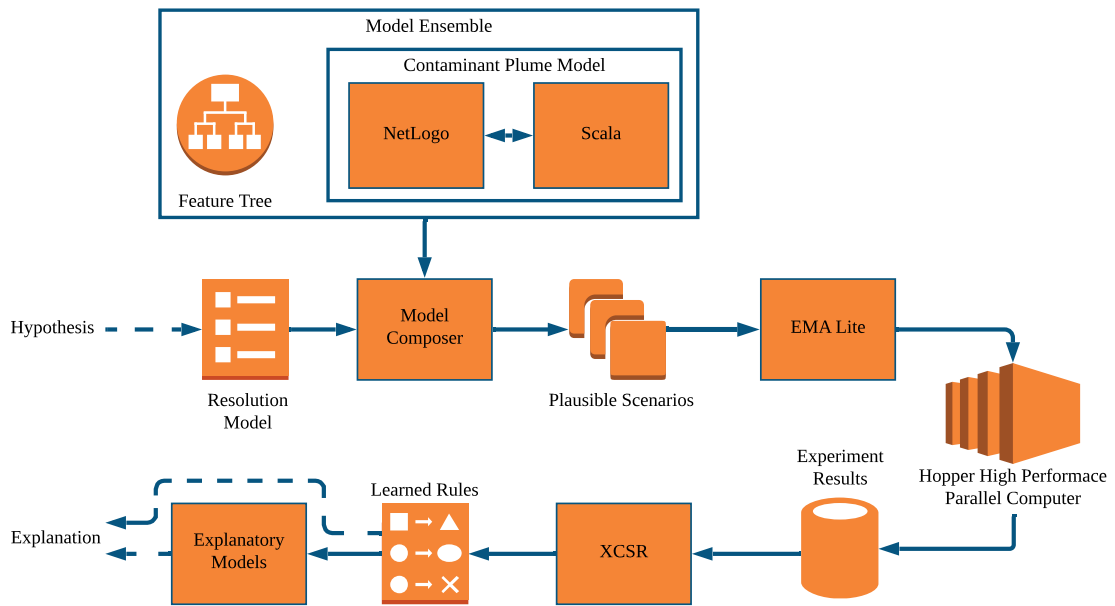 Model Ensemble
Contaminant Plume Model
NetLogo
Scala
Feature Tree
Hypothesis
Model
Composer
EMA Lite
Resolution
Model
Plausible Scenarios
Hopper High Performace
Parallel Computer
Experiment
Results
Learned Rules
XCSR
Explanatory
Models
Explanation